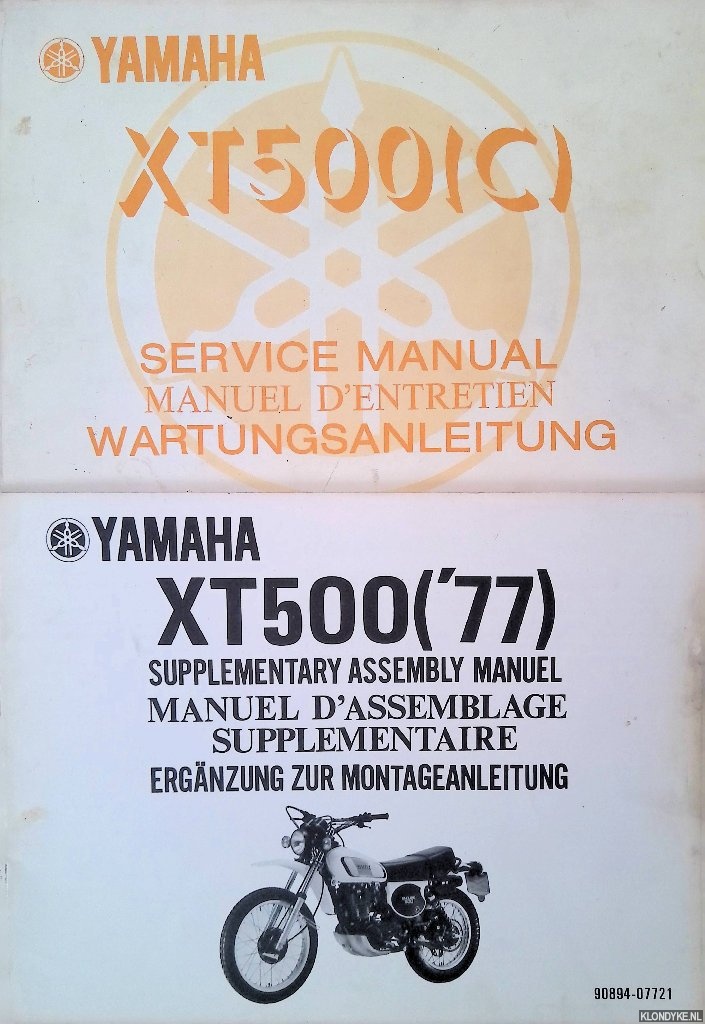 YAMAHA
XT500(C)
SERVICE MANUAL
MANUEL D'ENTRETIEN
WARTUNGSANLEITUNG
YAMAHA
XT500('77)
SUPPLEMENTARY ASSEMBLY MANUEL
MANUEL D'ASSEMBLAGE
SUPPLEMENTAIRE
ERGÄNZUNG ZUR MONTAGEANLEITUNG
90894-07721
KLONDYKE.NL